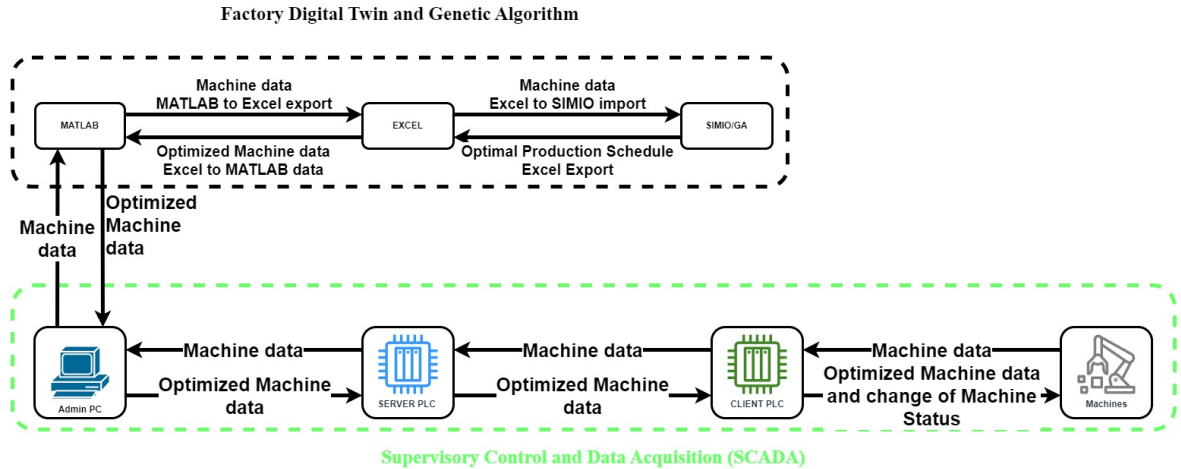 Factory Digital Twin and Genetic Algorithm
Machine data
MATLAB to Excel export
Machine data
Excel to SIMIO import
MATLAB
EXCEL
SIMIO/GA
Optimized Machine data
Excel to MATLAB data
Optimal Production Schedule
Excel Export
Machine
data
Optimized
Machine
data
Machine data
Machine data
Machine data
Optimized Machine
data
Optimized Machine
data
Optimized Machine data
and change of Machine
Status
Admin PC
SERVER PLC
CLIENT PLC
Machines
Supervisory Control and Data Acquisition (SCADA)